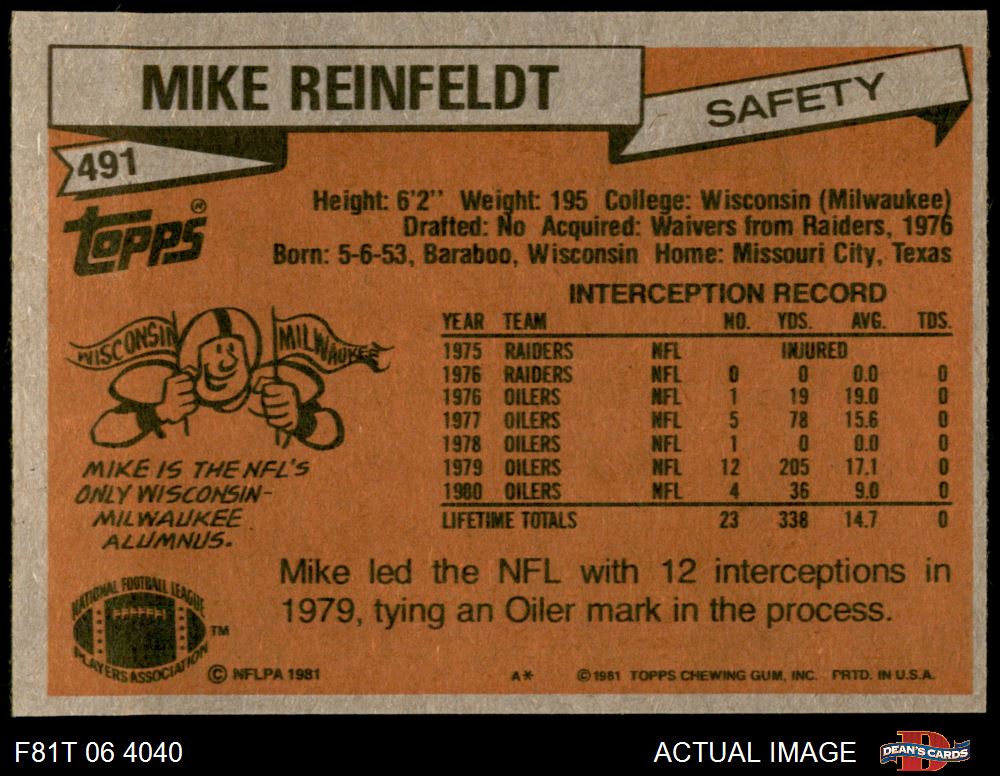 MIKE REINFELDT
SAFETY
491
topps®
Height: 6'2'' Weight: 195 College: Wisconsin (Milwaukee)
Drafted: No Acquired: Waivers from Raiders, 1976
Born: 5-6-53, Baraboo, Wisconsin Home: Missouri City, Texas
INTERCEPTION RECORD
YEAR TEAM NO. YDS. AVG. TDS.
1975 RAIDERS NFL INJURED
1976 RAIDERS NFL 0 0 0.0 0
1976 OILERS NFL 1 19 19.0 0
1977 OILERS NFL 5 78 15.6 0
1978 OILERS NFL 1 0 0.0 0
1979 OILERS NFL 12 205 17.1 0
1980 OILERS NFL 4 36 9.0 0
LIFETIME TOTALS 23 338 14.7 0
WISCONSIN MILWAUKEE
MIKE IS THE NFL'S
ONLY WISCONSIN-
MILWAUKEE
ALUMNUS.
Mike led the NFL with 12 interceptions in
1979, tying an Oiler mark in the process.
NATIONAL FOOTBALL LEAGUE
PLAYERS ASSOCIATION
TM
© NFLPA 1981
A*
© 1981 TOPPS CHEWING GUM, INC. PRTD. IN U.S.A.
F81T 06 4040
ACTUAL IMAGE
D
DEAN'S CARDS